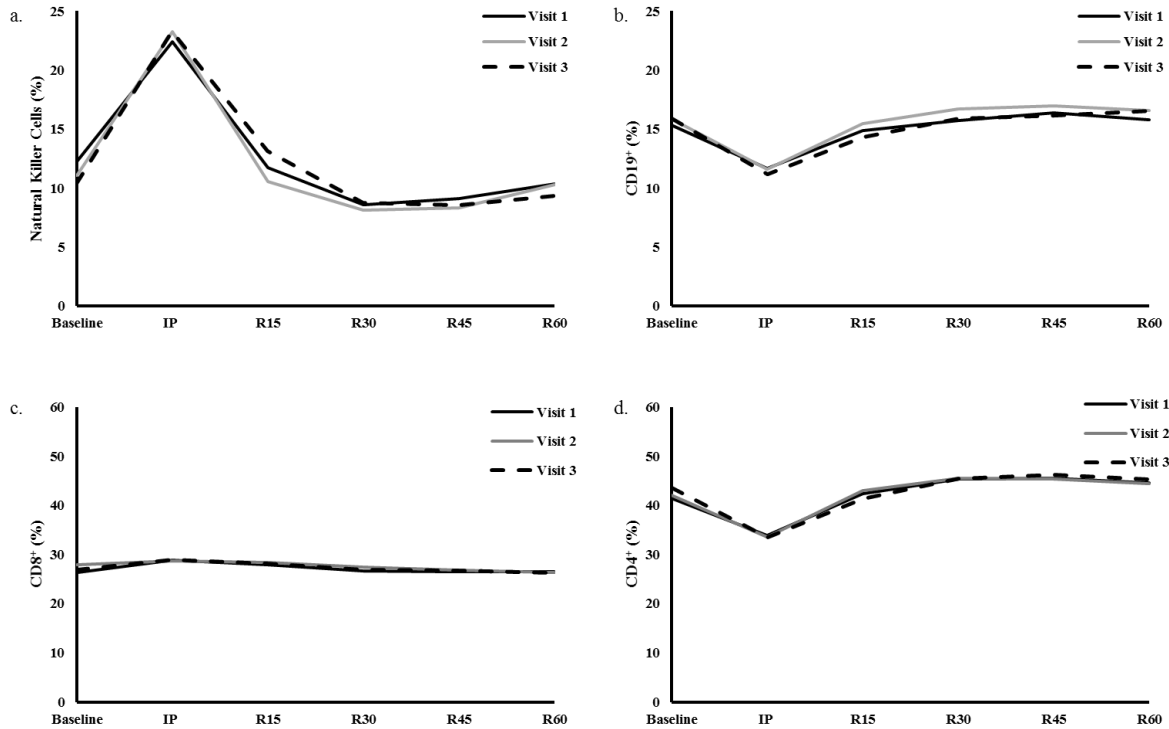 a.
Natural Killer Cells (%)
25
20
15
10
5
0
Baseline IP R15 R30 R45 R60
Visit 1
Visit 2
Visit 3
b.
CD19+ (%)
25
20
15
10
5
0
Baseline IP R15 R30 R45 R60
Visit 1
Visit 2
Visit 3
c.
CD8+ (%)
60
50
40
30
20
10
0
Baseline IP R15 R30 R45 R60
Visit 1
Visit 2
Visit 3
d.
CD4+ (%)
60
50
40
30
20
10
0
Baseline IP R15 R30 R45 R60
Visit 1
Visit 2
Visit 3